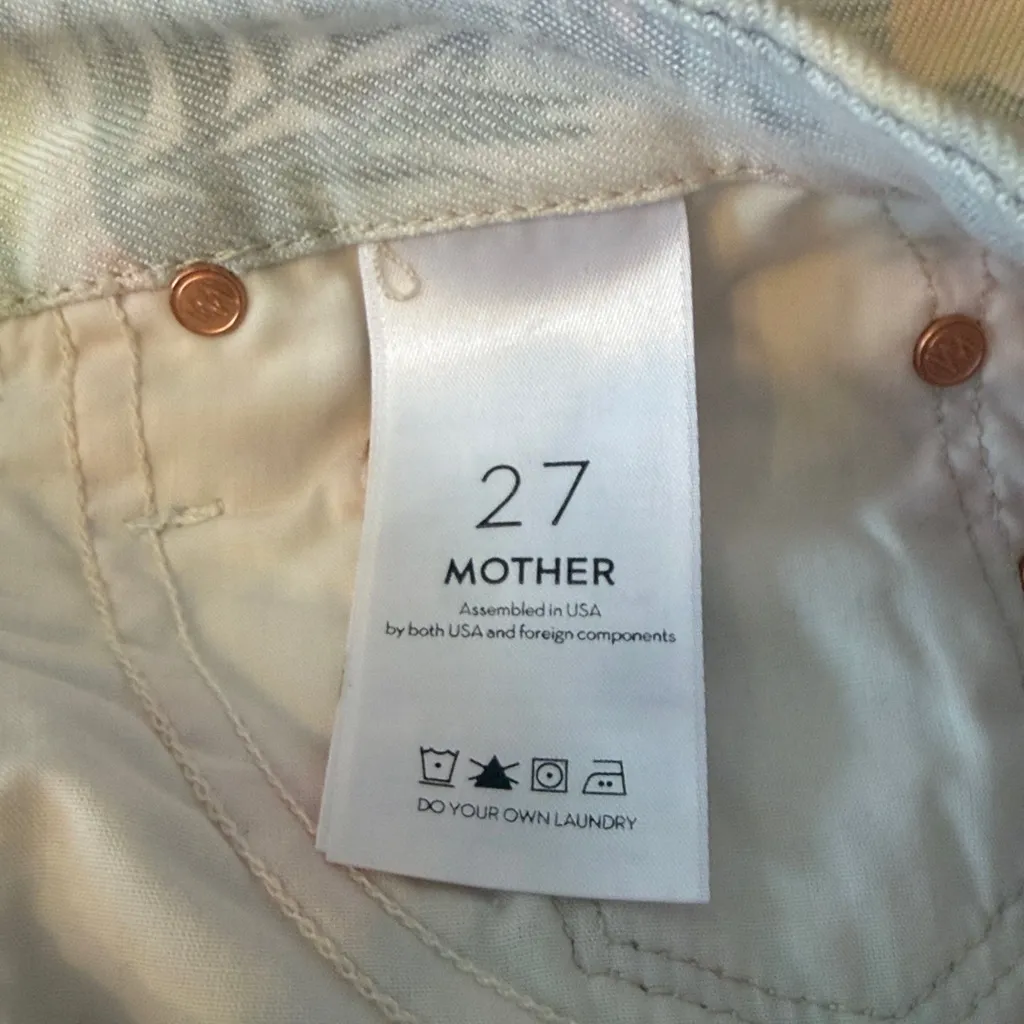 27
MOTHER
Assembled in USA
by both USA and foreign components
DO YOUR OWN LAUNDRY